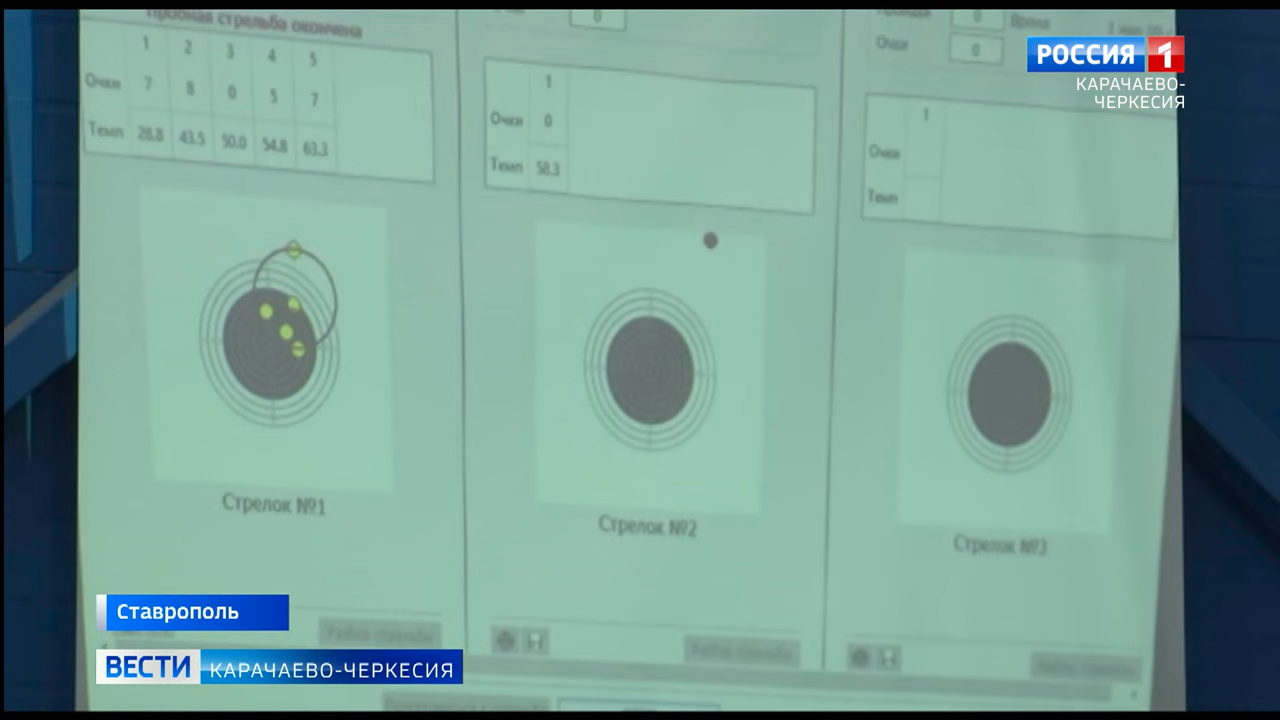 Пробная стрельба окончена
1 2 3 4 5
Очки 7 8 0 5 7
Темп 28.8 43.5 50.0 54.8 63.3
Стрелок №1
0
1
Очки 0
Темп 58.3
Стрелок №2
0 Время
Очки 0
1
Очки
Темп
Стрелок №3
РОССИЯ 1
КАРАЧАЕВО-
ЧЕРКЕСИЯ
Ставрополь
ВЕСТИ КАРАЧАЕВО-ЧЕРКЕСИЯ